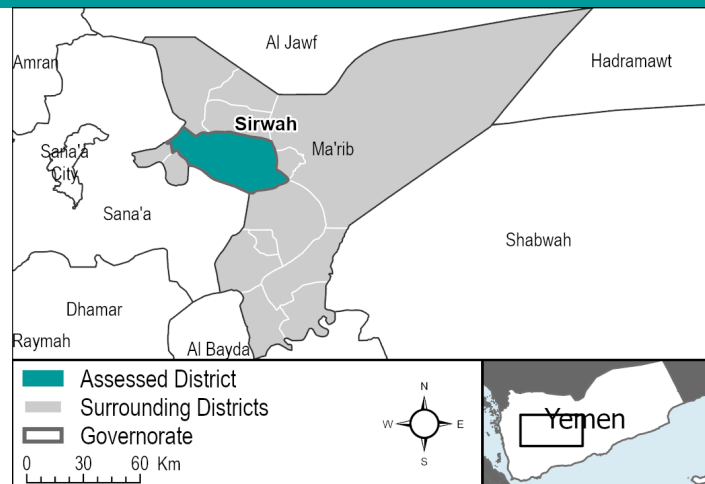 Al Jawf
Amran
Hadramawt
Sirwah
Sana'a
City
Ma'rib
Sana'a
Shabwah
Dhamar
Raymah
Al Bayda
Assessed District
Surrounding Districts
Governorate
0 30 60 Km
N
W E
S
Yemen